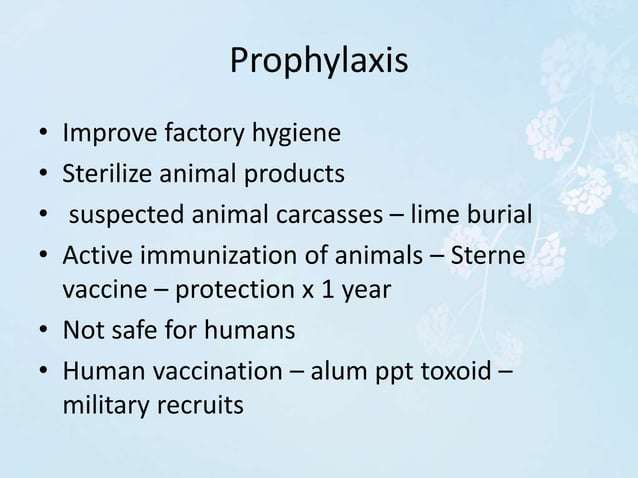 Prophylaxis
• Improve factory hygiene
• Sterilize animal products
• suspected animal carcasses – lime burial
• Active immunization of animals – Sterne
vaccine – protection x 1 year
• Not safe for humans
• Human vaccination – alum ppt toxoid –
military recruits